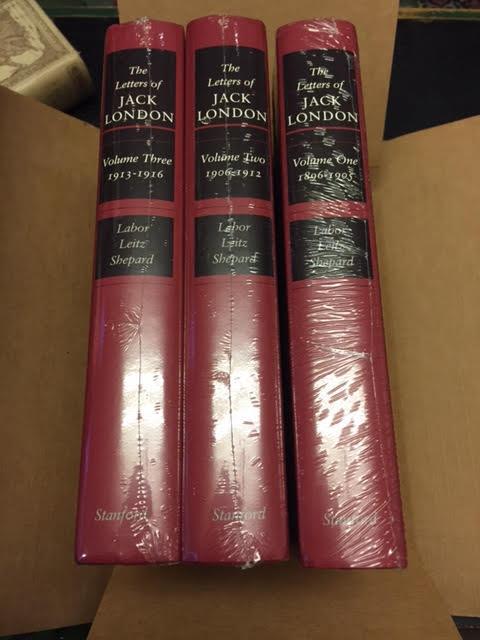 The
Letters of
JACK
LONDON
Volume Three
1913-1916
Labor
Leitz
Shepard
Stanford
The
Letters of
JACK
LONDON
Volume Two
1906-1912
Labor
Leitz
Shepard
Stanford
The
Letters of
JACK
LONDON
Volume One
1896-1905
Labor
Leitz
Shepard
Stanford